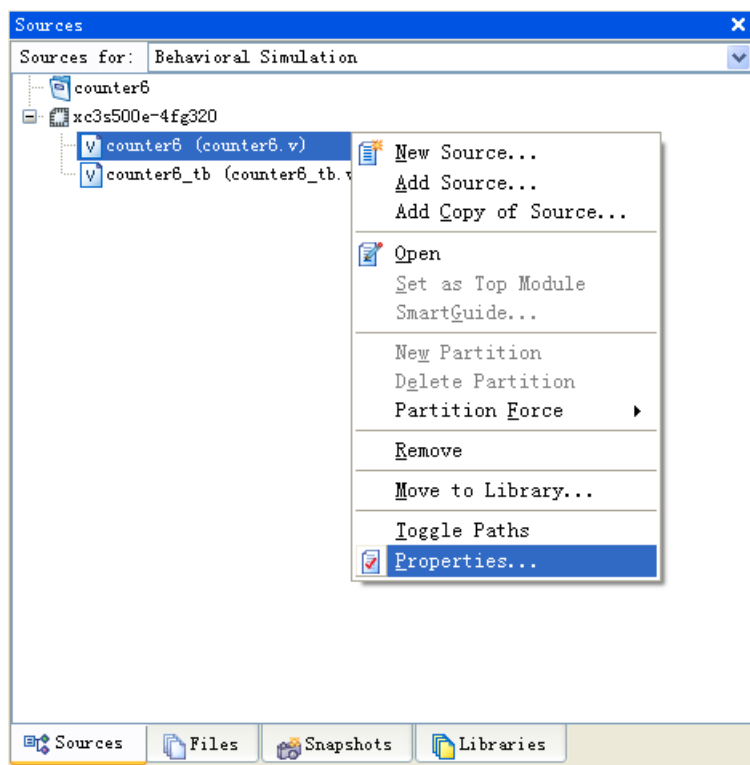 Sources
Sources for: Behavioral Simulation
counter6
xc3s500e-4fg320
counter6 (counter6.v)
counter6_tb (counter6_tb.v
New Source...
Add Source...
Add Copy of Source...
Open
Set as Top Module
SmartGuide...
New Partition
Delete Partition
Partition Force
Remove
Move to Library...
Toggle Paths
Properties...
Sources Files Snapshots Libraries